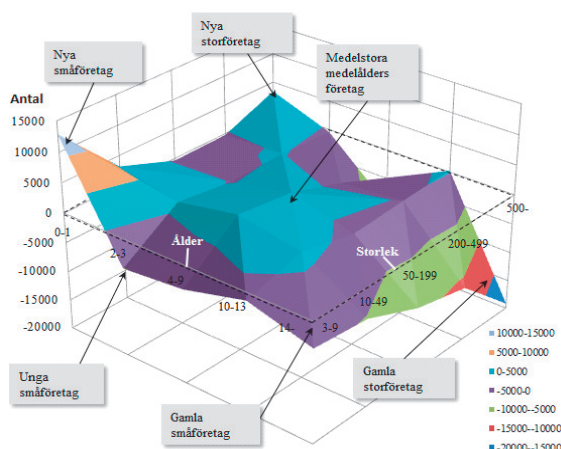 Nya
småföretag
Nya
storföretag
Medelstora
medelålders
företag
Antal
15000
10000
5000
0
-5000
-10000
-15000
-20000
0-1
2-3
4-9
10-13
14-
Ålder
3-9
10-49
50-199
200-499
500-
Storlek
Unga
småföretag
Gamla
småföretag
Gamla
storföretag
10000-15000
5000-10000
0-5000
-5000-0
-10000--5000
-15000--10000
-20000--15000